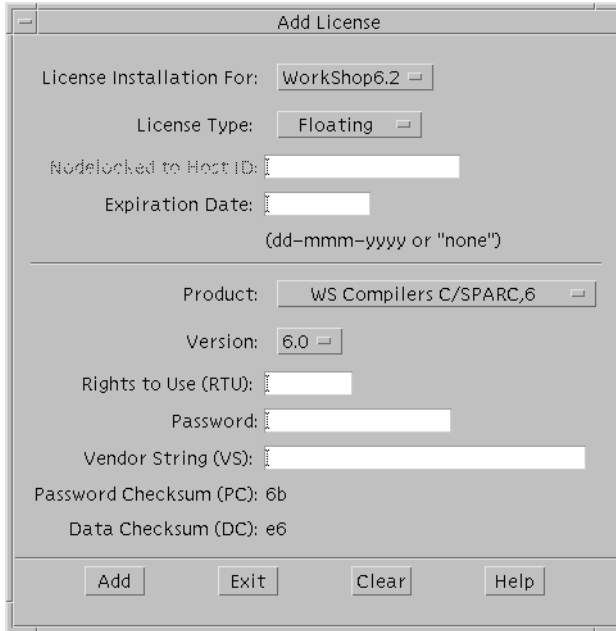 Add License
License Installation For: WorkShop6.2
License Type: Floating
Nodelocked to Host ID:
Expiration Date:
(dd-mmm-yyyy or "none")
Product: WS Compilers C/SPARC,6
Version: 6.0
Rights to Use (RTU):
Password:
Vendor String (VS):
Password Checksum (PC): 6b
Data Checksum (DC): e6
Add Exit Clear Help